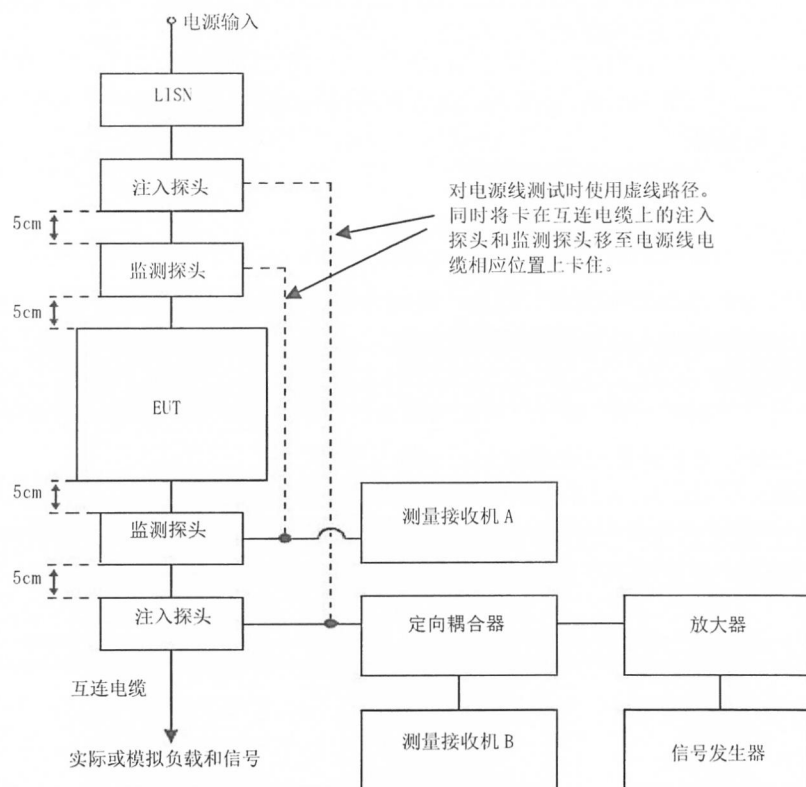 电源输入
LISN
注入探头
对电源线测试时使用虚线路径。
同时将卡在互连电缆上的注入
探头和监测探头移至电源线电
缆相应位置上卡住。
5cm
监测探头
5cm
EUT
5cm
监测探头
测量接收机 A
5cm
注入探头
定向耦合器
放大器
互连电缆
测量接收机 B
信号发生器
实际或模拟负载和信号